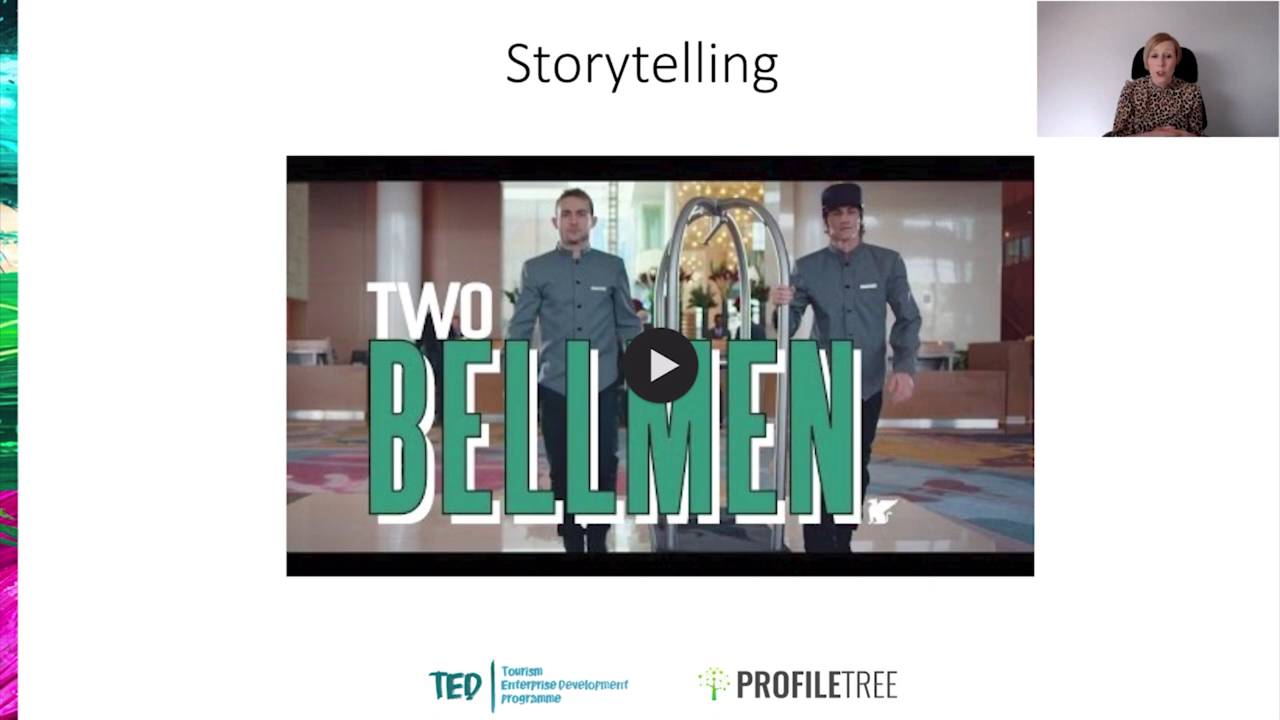 Storytelling
TWO
BELLMEN
TED
Tourism
Enterprise Development
programme
PROFILETREE